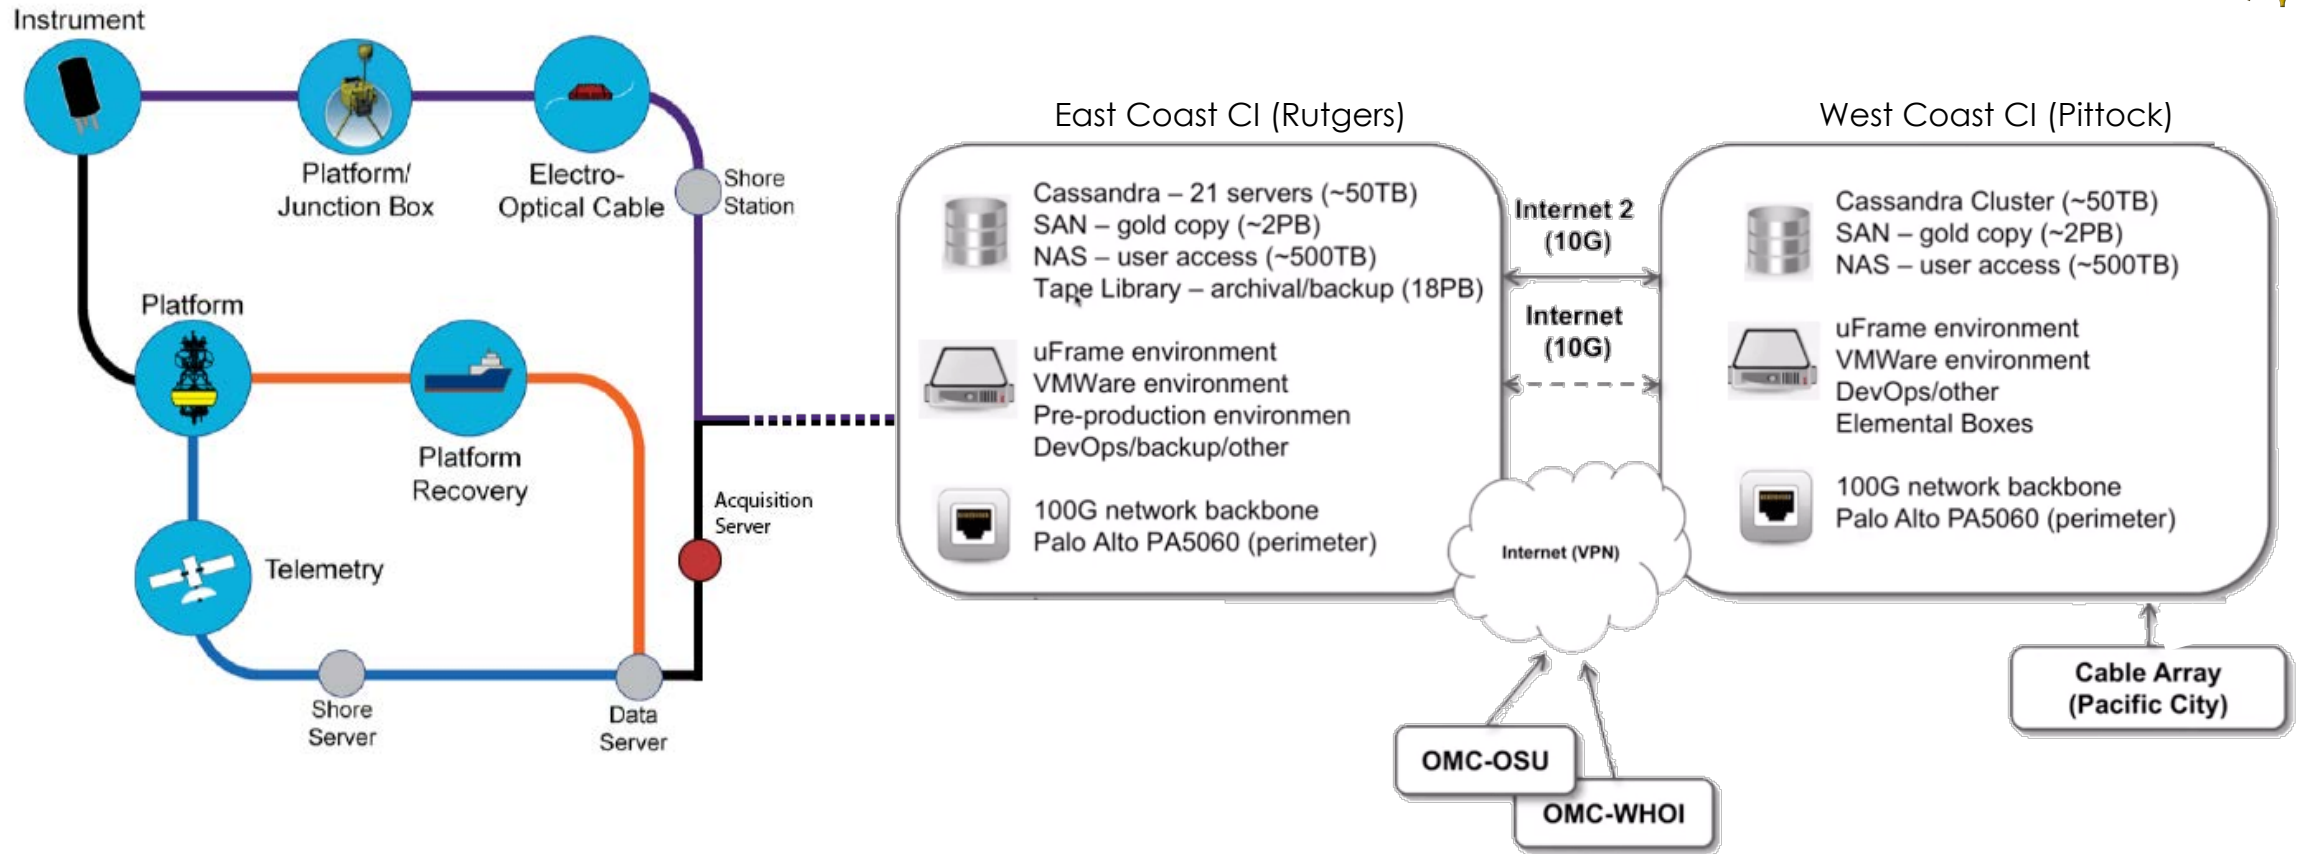 Instrument
Platform/
Junction Box
Electro-
Optical Cable
Shore
Station
Platform
Platform
Recovery
Acquisition
Server
Telemetry
Shore
Server
Data
Server
East Coast CI (Rutgers)
Cassandra – 21 servers (~50TB)
SAN – gold copy (~2PB)
NAS – user access (~500TB)
Tape Library – archival/backup (18PB)
uFrame environment
VMWare environment
Pre-production environmen
DevOps/backup/other
100G network backbone
Palo Alto PA5060 (perimeter)
Internet 2
(10G)
Internet
(10G)
Internet (VPN)
West Coast CI (Pittock)
Cassandra Cluster (~50TB)
SAN – gold copy (~2PB)
NAS – user access (~500TB)
uFrame environment
VMWare environment
DevOps/other
Elemental Boxes
100G network backbone
Palo Alto PA5060 (perimeter)
Cable Array
(Pacific City)
OMC-OSU
OMC-WHOI